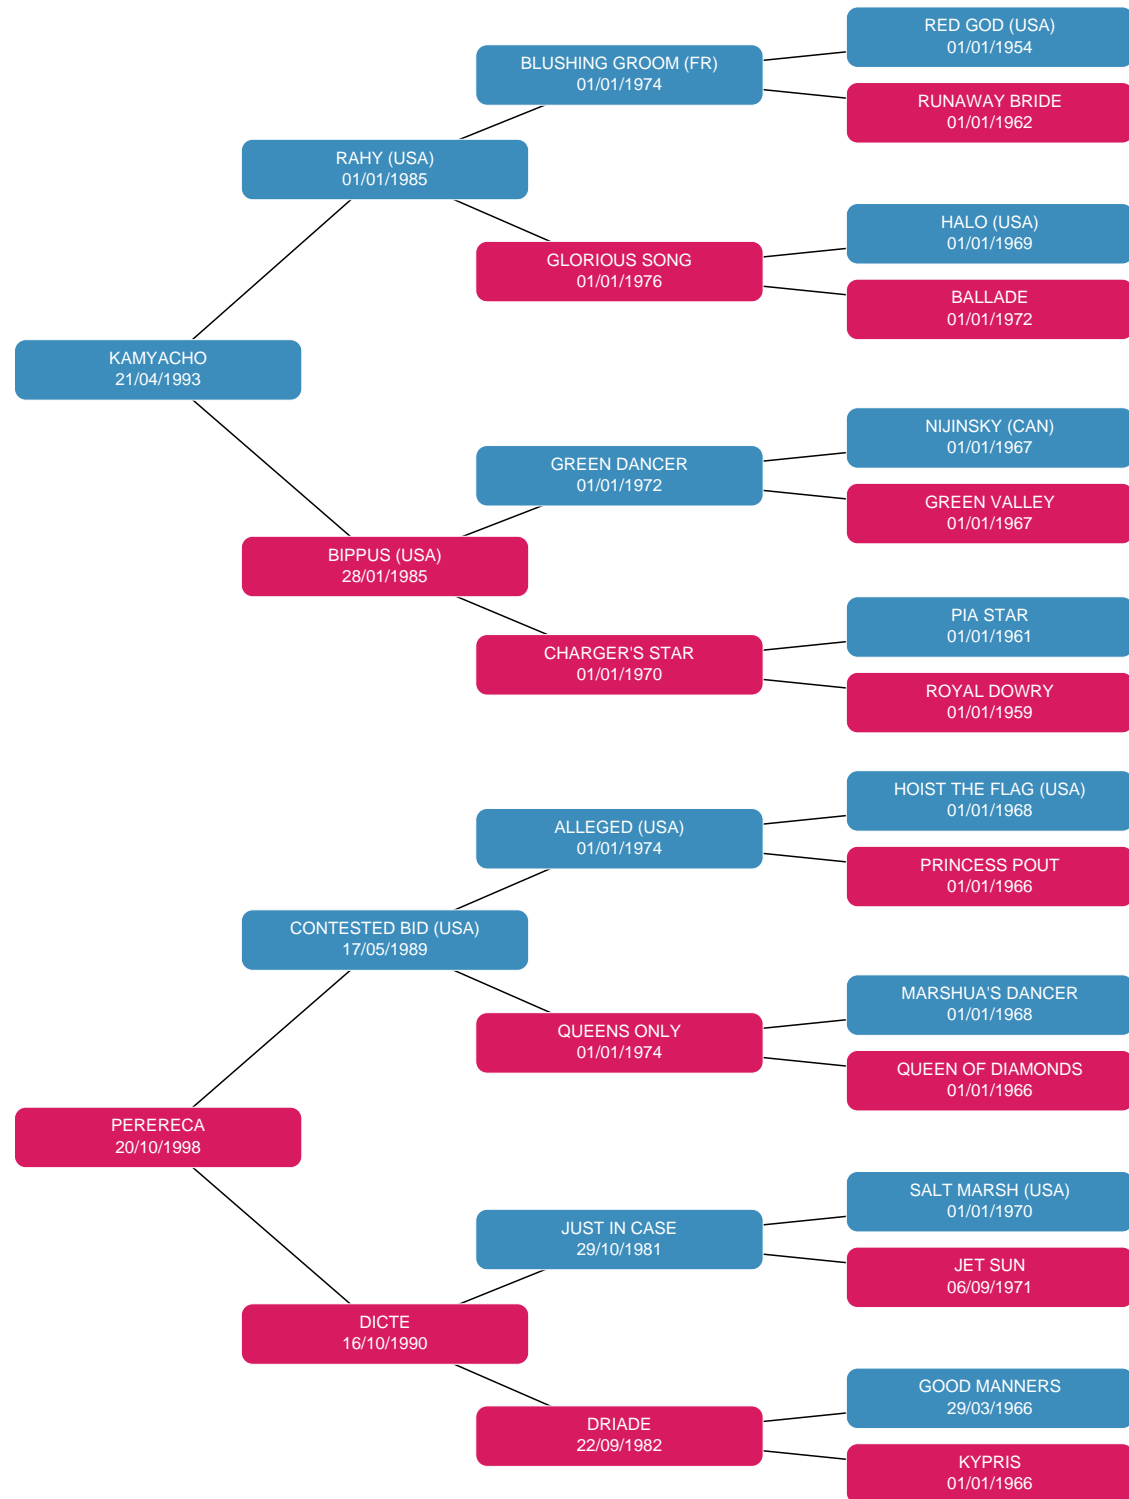 RED GOD (USA)
01/01/1954
BLUSHING GROOM (FR)
01/01/1974
RUNAWAY BRIDE
01/01/1962
RAHY (USA)
01/01/1985
HALO (USA)
01/01/1969
GLORIOUS SONG
01/01/1976
BALLADE
01/01/1972
KAMYACHO
21/04/1993
NIJINSKY (CAN)
01/01/1967
GREEN DANCER
01/01/1972
GREEN VALLEY
01/01/1967
BIPPUS (USA)
28/01/1985
PIA STAR
01/01/1961
CHARGER'S STAR
01/01/1970
ROYAL DOWRY
01/01/1959
HOIST THE FLAG (USA)
01/01/1968
ALLEGED (USA)
01/01/1974
PRINCESS POUT
01/01/1966
CONTESTED BID (USA)
17/05/1989
MARSHUA'S DANCER
01/01/1968
QUEENS ONLY
01/01/1974
QUEEN OF DIAMONDS
01/01/1966
PERERECA
20/10/1998
SALT MARSH (USA)
01/01/1970
JUST IN CASE
29/10/1981
JET SUN
06/09/1971
DICTE
16/10/1990
GOOD MANNERS
29/03/1966
DRIADE
22/09/1982
KYPRIS
01/01/1966